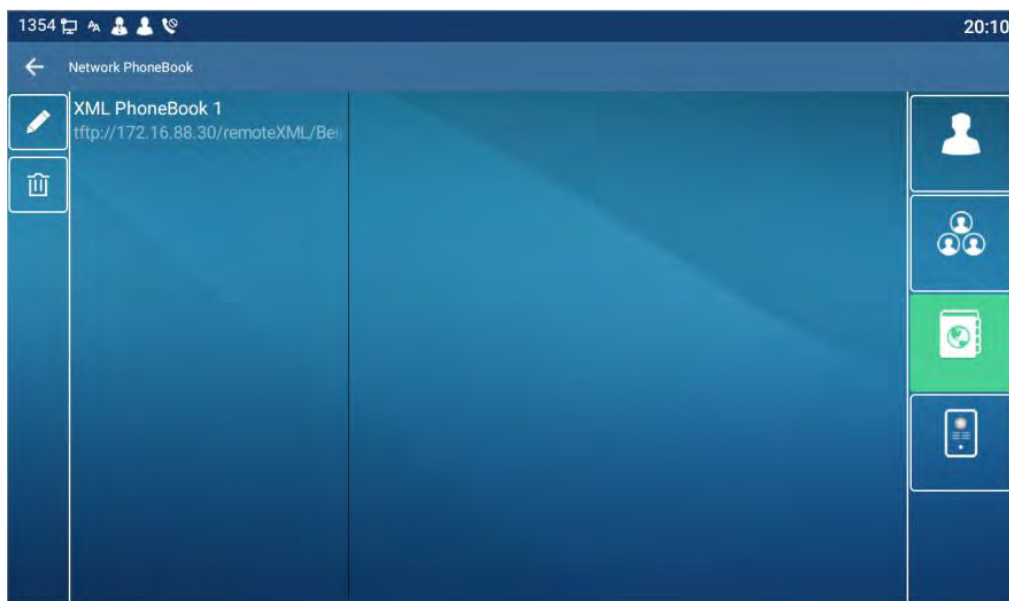 1354
20:10
Network PhoneBook
XML PhoneBook 1
tftp://172.16.88.30/remoteXML/